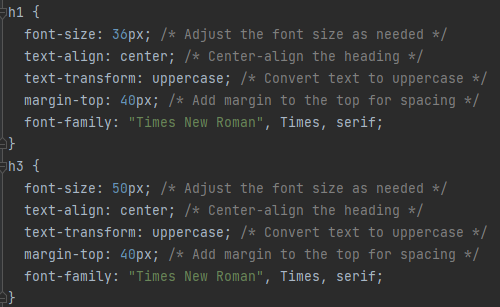 h1 {
  font-size: 36px; /* Adjust the font size as needed */
  text-align: center; /* Center-align the heading */
  text-transform: uppercase; /* Convert text to uppercase */
  margin-top: 40px; /* Add margin to the top for spacing */
  font-family: "Times New Roman", Times, serif;
}
h3 {
  font-size: 50px; /* Adjust the font size as needed */
  text-align: center; /* Center-align the heading */
  text-transform: uppercase; /* Convert text to uppercase */
  margin-top: 40px; /* Add margin to the top for spacing */
  font-family: "Times New Roman", Times, serif;
}